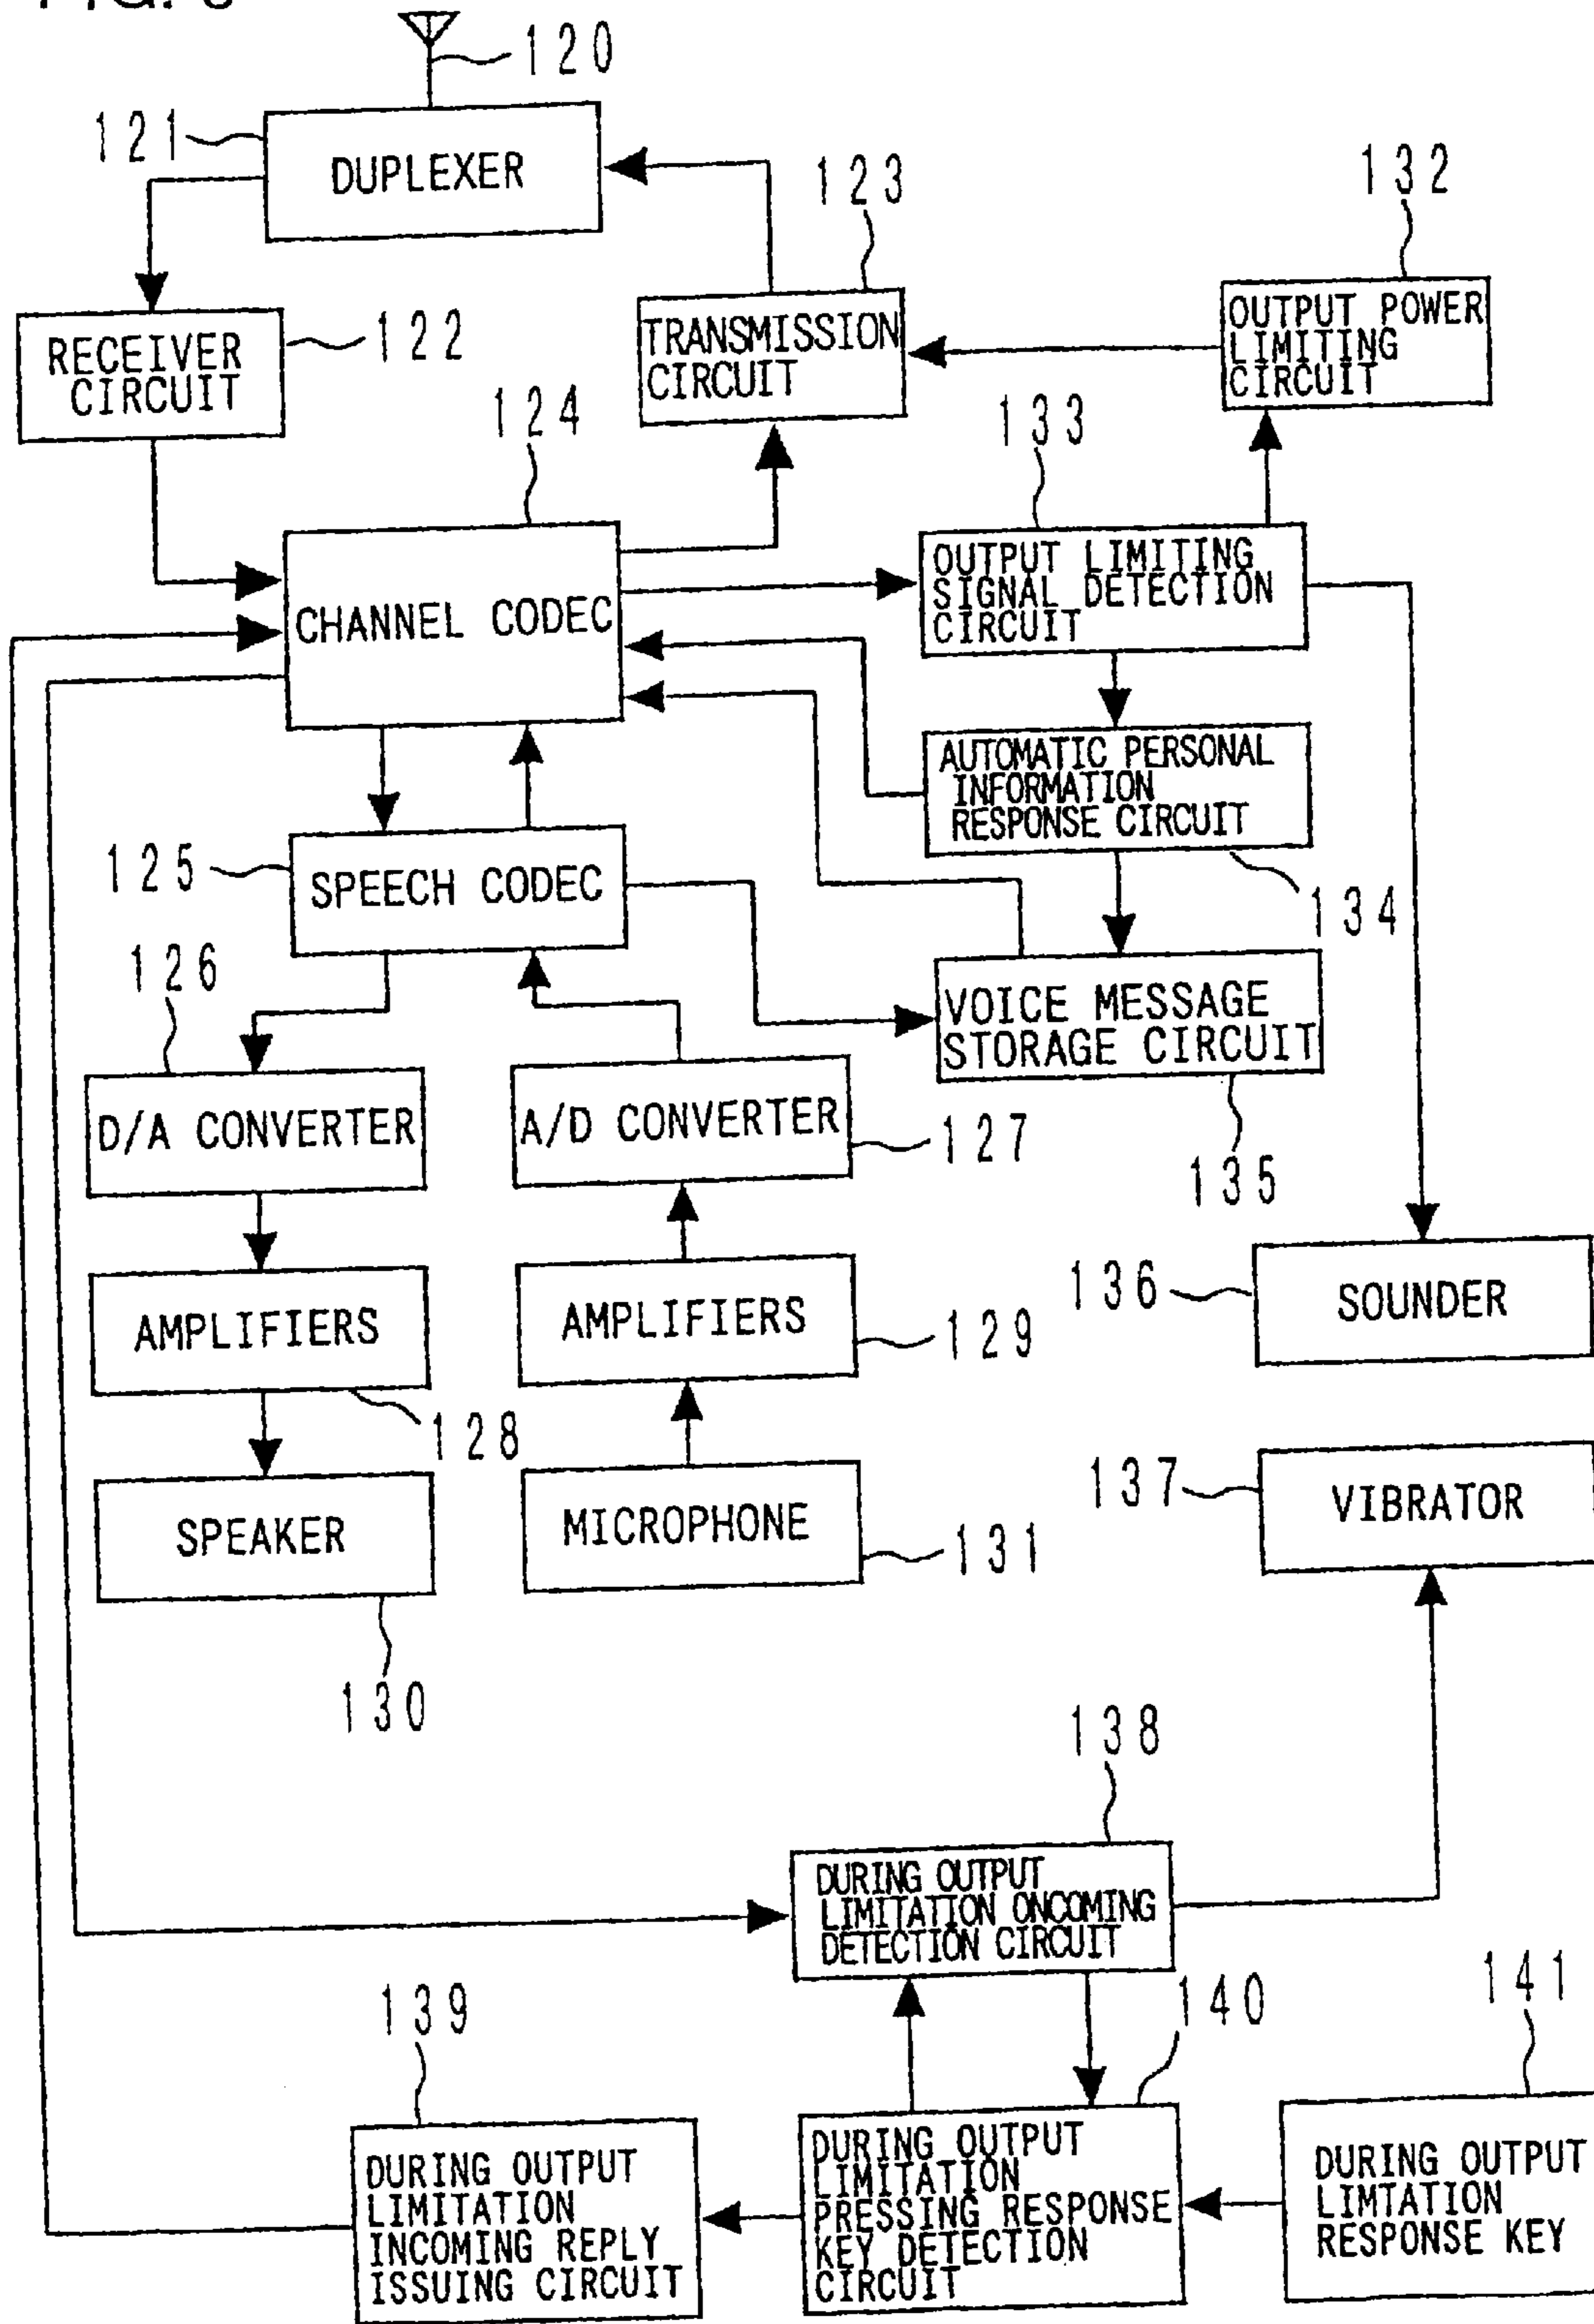 120
121
DUPLEXER
123
132
RECEIVER
CIRCUIT
122
TRANSMISSION
CIRCUIT
OUTPUT POWER
LIMITING
CIRCUIT
124
133
CHANNEL CODEC
OUTPUT LIMITING
SIGNAL DETECTION
CIRCUIT
AUTOMATIC PERSONAL
INFORMATION
RESPONSE CIRCUIT
125
SPEECH CODEC
134
126
VOICE MESSAGE
STORAGE CIRCUIT
D/A CONVERTER
A/D CONVERTER
127
135
AMPLIFIERS
AMPLIFIERS
129
136
SOUNDER
128
137
VIBRATOR
SPEAKER
MICROPHONE
131
130
138
DURING OUTPUT
LIMITATION ONCOMING
DETECTION CIRCUIT
139
140
141
DURING OUTPUT
LIMITATION
INCOMING REPLY
ISSUING CIRCUIT
DURING OUTPUT
LIMITATION
PRESSING RESPONSE
KEY DETECTION
CIRCUIT
DURING OUTPUT
LIMTATION
RESPONSE KEY